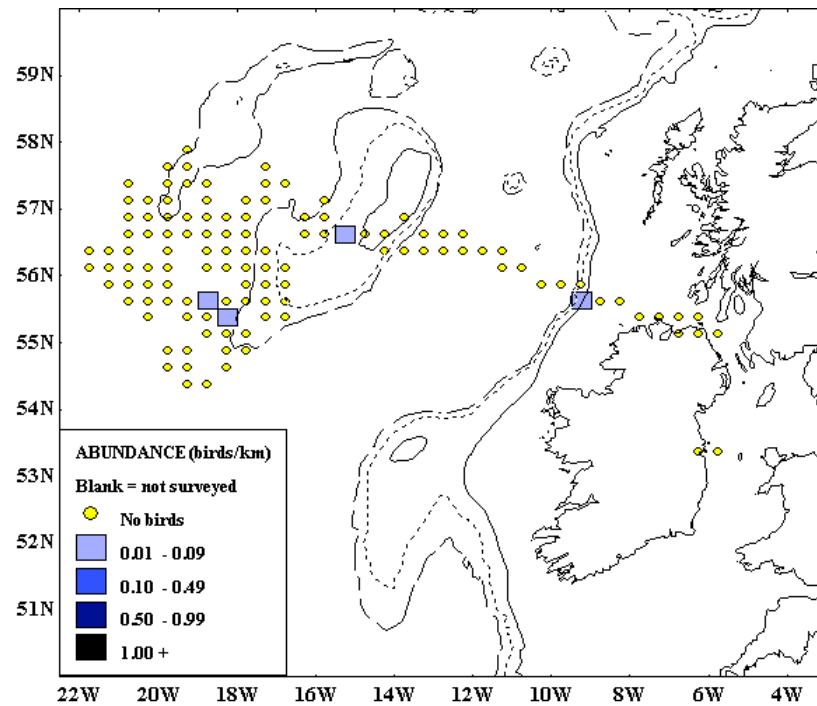 59N
58N
57N
56N
55N
54N
53N
52N
51N
ABUNDANCE (birds/km)
Blank = not surveyed
No birds
0.01 - 0.09
0.10 - 0.49
0.50 - 0.99
1.00 +
22W 20W 18W 16W 14W 12W 10W 8W 6W 4W